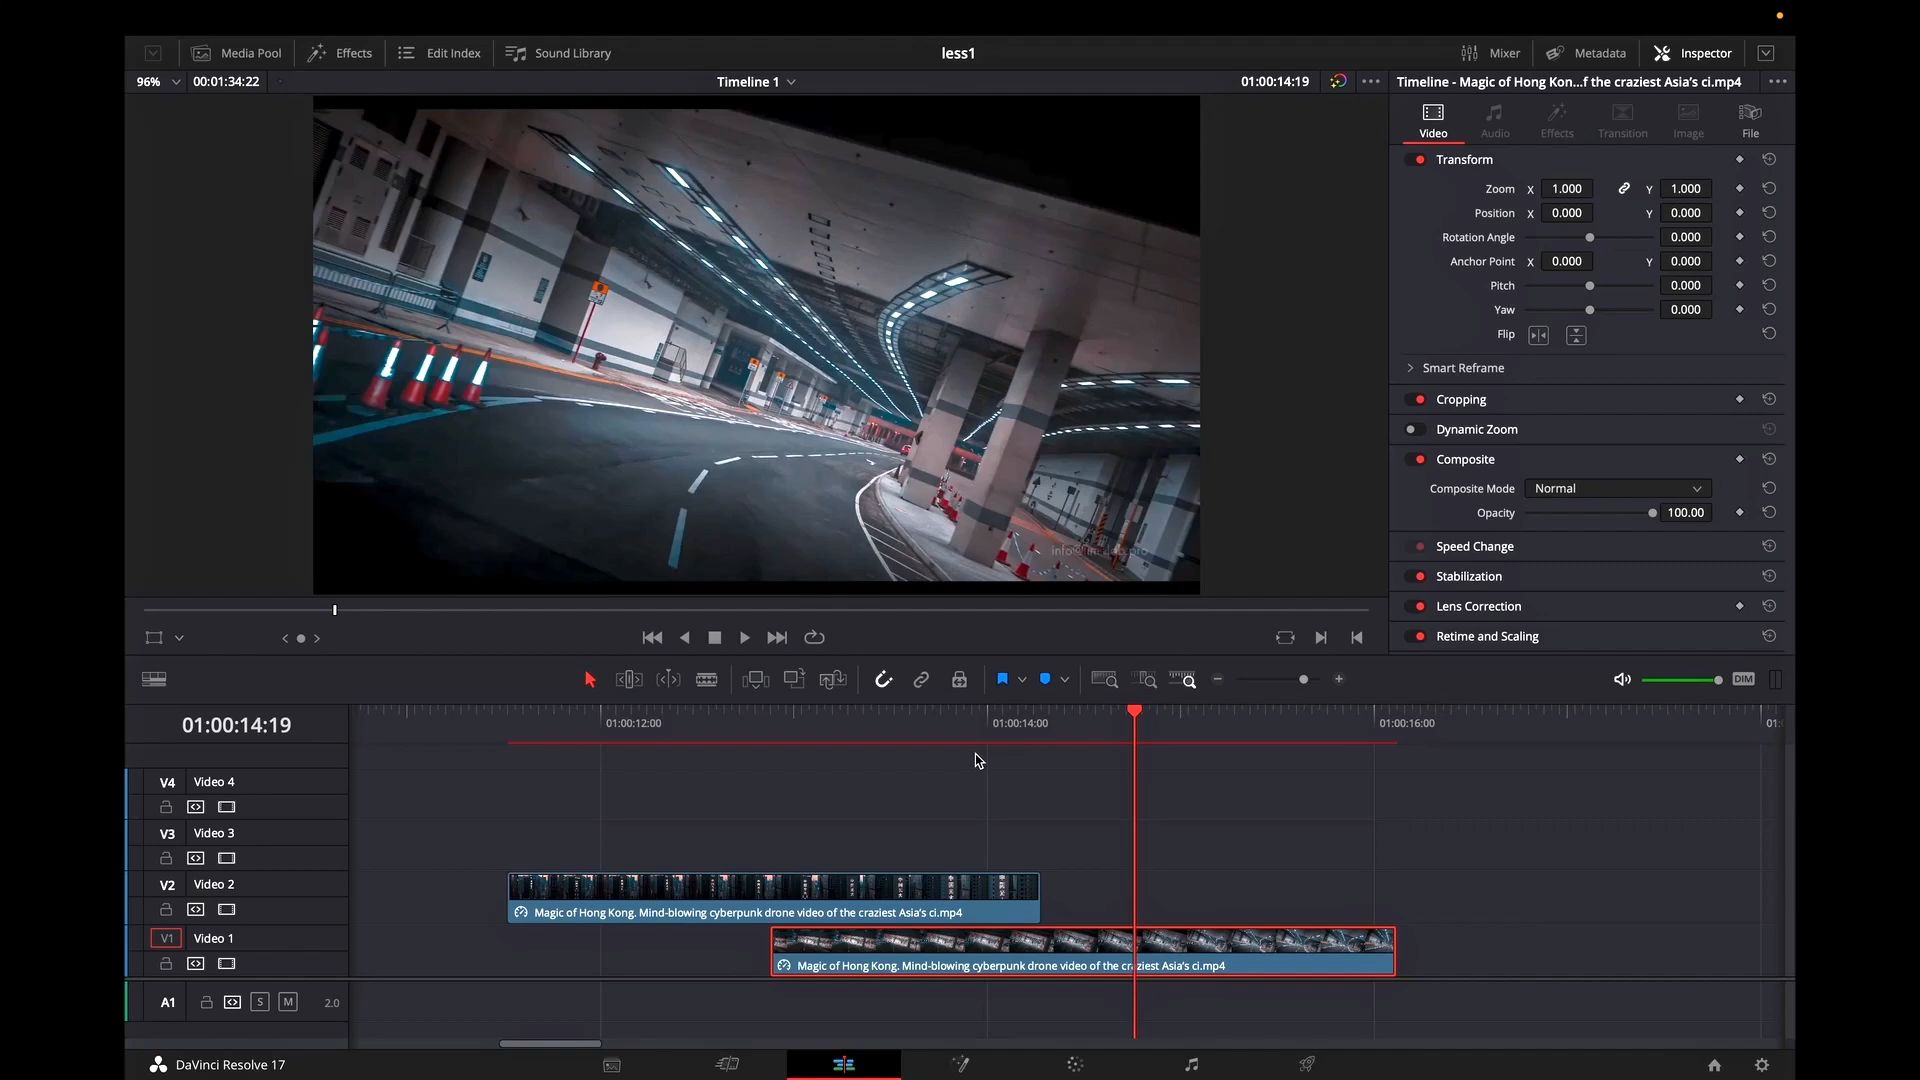 Media Pool
Effects
Edit Index
Sound Library
less1
Mixer
Metadata
Inspector
96%
00:01:34:22
Timeline 1
01:00:14:19
Timeline - Magic of Hong Kon...f the craziest Asia’s ci.mp4
Video
Audio
Effects
Transition
Image
File
Transform
Zoom X 1.000 Y 1.000
Position X 0.000 Y 0.000
Rotation Angle 0.000
Anchor Point X 0.000 Y 0.000
Pitch 0.000
Yaw 0.000
Flip
Smart Reframe
Cropping
Dynamic Zoom
Composite
Composite Mode Normal
Opacity 100.00
Speed Change
Stabilization
Lens Correction
Retime and Scaling
DIM
01:00:14:19
01:00:12:00
01:00:14:00
01:00:16:00
V4 Video 4
V3 Video 3
V2 Video 2
Magic of Hong Kong. Mind-blowing cyberpunk drone video of the craziest Asia’s ci.mp4
V1 Video 1
Magic of Hong Kong. Mind-blowing cyberpunk drone video of the craziest Asia’s ci.mp4
A1 S M 2.0
DaVinci Resolve 17